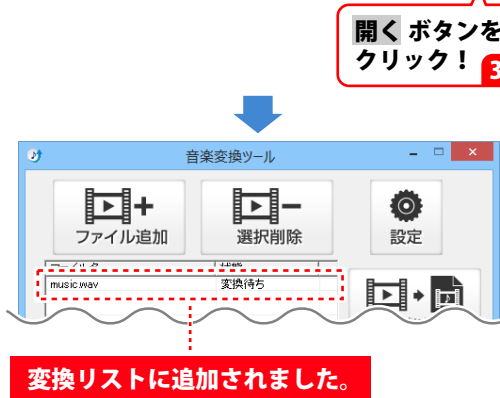 開く ボタンを
クリック！ 3
音楽変換ツール
ファイル追加
選択削除
設定
music.wav 変換待ち
変換リストに追加されました。